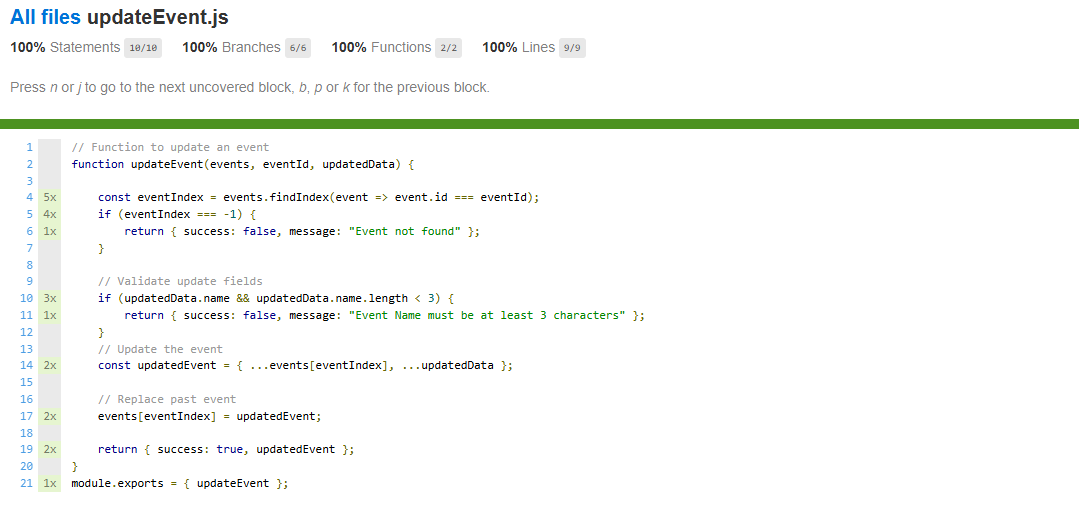 All files updateEvent.js
100% Statements 10/10 100% Branches 6/6 100% Functions 2/2 100% Lines 9/9
Press n or j to go to the next uncovered block, b, p or k for the previous block.
1 // Function to update an event
2 function updateEvent(events, eventId, updatedData) {
3
4 5x     const eventIndex = events.findIndex(event => event.id === eventId);
5 4x     if (eventIndex === -1) {
6 1x         return { success: false, message: "Event not found" };
7     }
8
9     // Validate update fields
10 3x     if (updatedData.name && updatedData.name.length < 3) {
11 1x         return { success: false, message: "Event Name must be at least 3 characters" };
12     }
13     // Update the event
14 2x     const updatedEvent = { ...events[eventIndex], ...updatedData };
15
16     // Replace past event
17 2x     events[eventIndex] = updatedEvent;
18
19 2x     return { success: true, updatedEvent };
20 }
21 1x module.exports = { updateEvent };